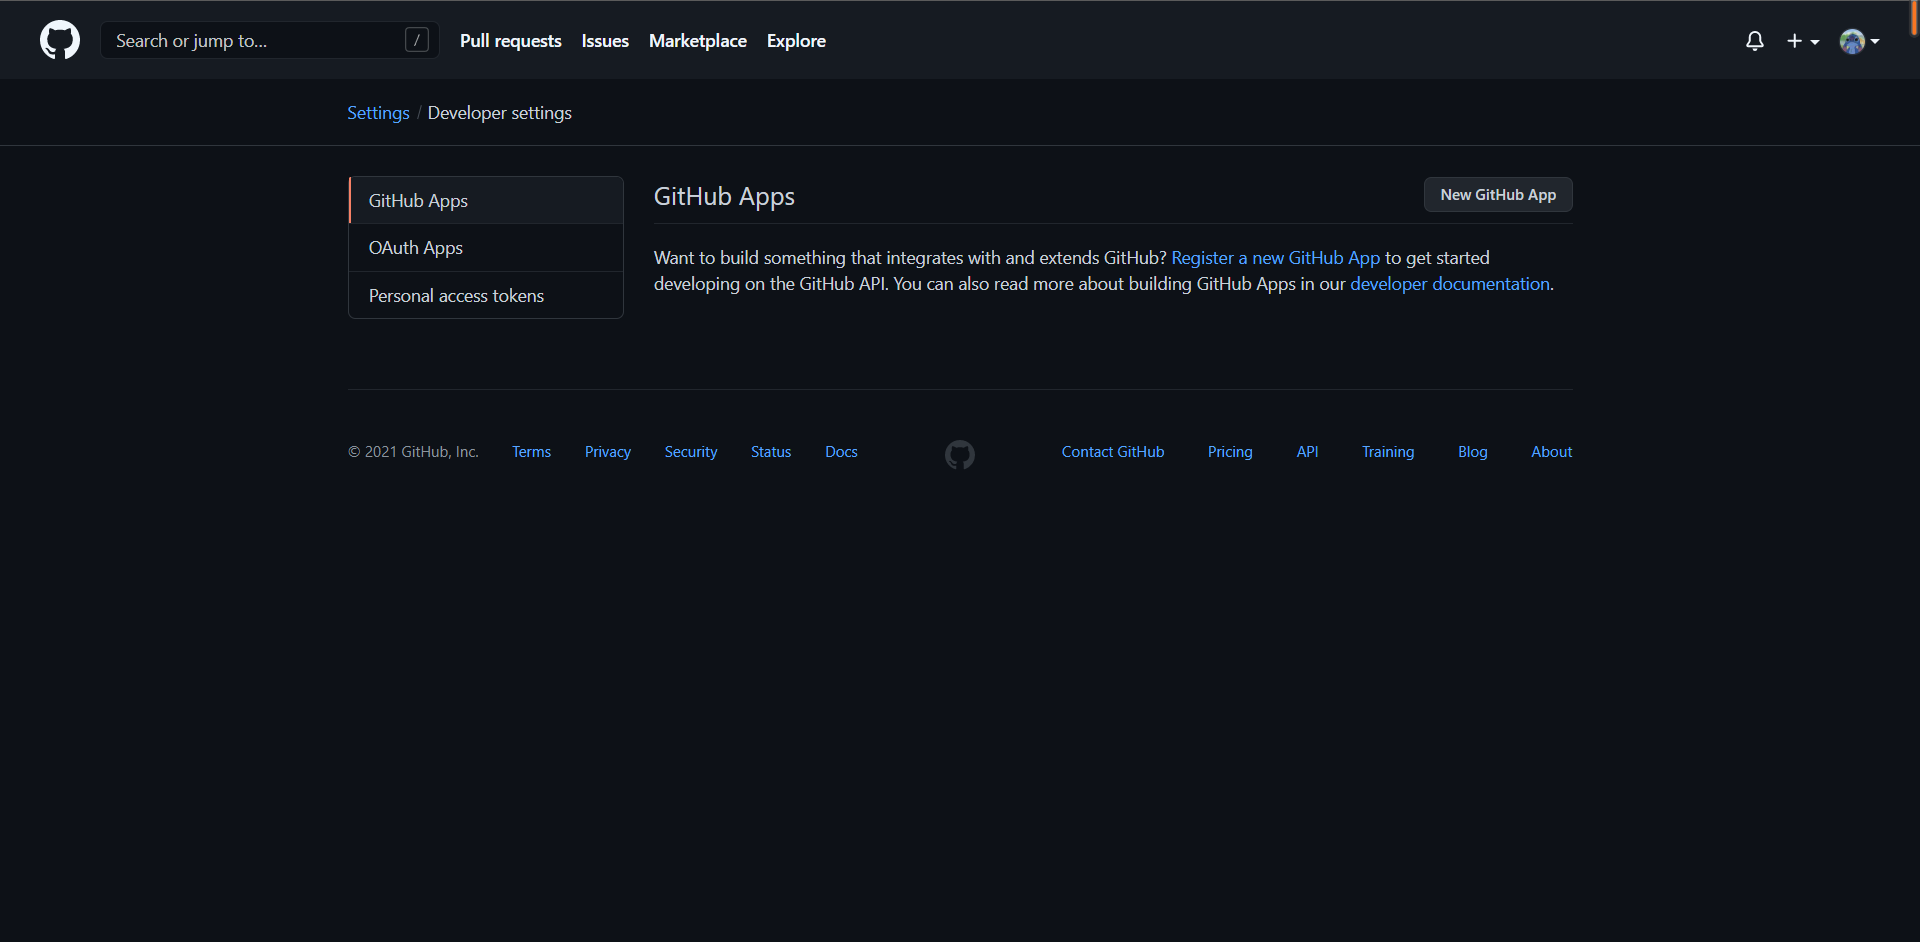 Search or jump to... /
Pull requests Issues Marketplace Explore
Settings / Developer settings
GitHub Apps
OAuth Apps
Personal access tokens
GitHub Apps
New GitHub App
Want to build something that integrates with and extends GitHub? Register a new GitHub App to get started
developing on the GitHub API. You can also read more about building GitHub Apps in our developer documentation.
© 2021 GitHub, Inc. Terms Privacy Security Status Docs Contact GitHub Pricing API Training Blog About